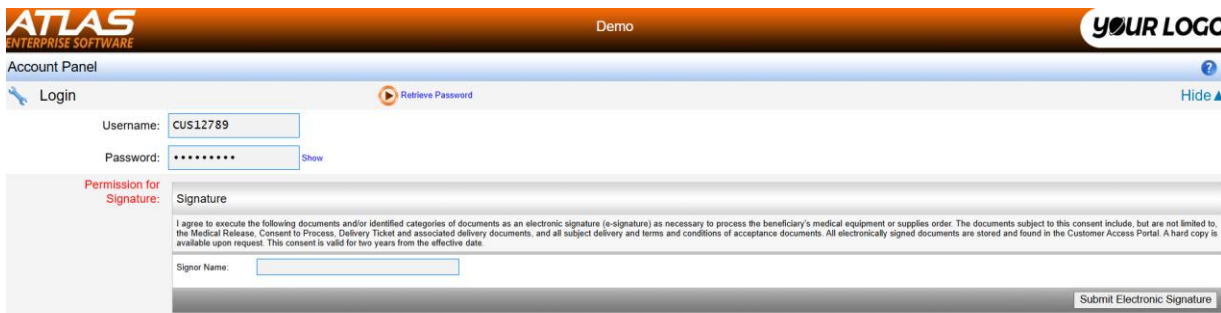 ATLAS
ENTERPRISE SOFTWARE
Demo
YOUR LOGO
Account Panel
?
Login
Retrieve Password
Hide
Username:
CUS12789
Password:
•••••••••
Show
Permission for
Signature:
Signature
I agree to execute the following documents and/or identified categories of documents as an electronic signature (e-signature) as necessary to process the beneficiary's medical equipment or supplies order. The documents subject to this consent include, but are not limited to,
the Medical Release, Consent to Process, Delivery Ticket and associated delivery documents, and all subject delivery and terms and conditions of acceptance documents. All electronically signed documents are stored and found in the Customer Access Portal. A hard copy is
available upon request. This consent is valid for two years from the effective date.
Signor Name:
Submit Electronic Signature